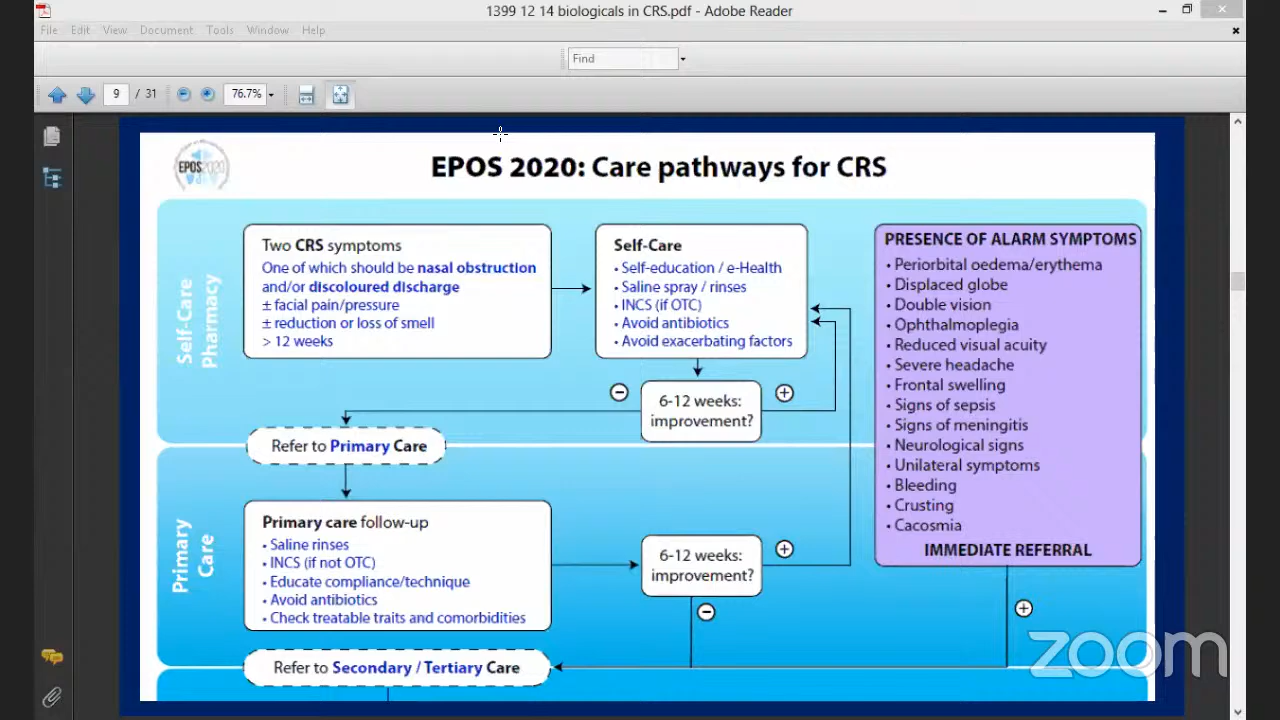 1399 12 14 biologicals in CRS.pdf - Adobe Reader
File Edit View Document Tools Window Help
Find
9 / 31 76.7%
EPOS2020
EPOS 2020: Care pathways for CRS
Self-Care
Pharmacy
Two CRS symptoms
One of which should be nasal obstruction
and/or discoloured discharge
± facial pain/pressure
± reduction or loss of smell
> 12 weeks
Self-Care
• Self-education / e-Health
• Saline spray / rinses
• INCS (if OTC)
• Avoid antibiotics
• Avoid exacerbating factors
PRESENCE OF ALARM SYMPTOMS
• Periorbital oedema/erythema
• Displaced globe
• Double vision
• Ophthalmoplegia
• Reduced visual acuity
• Severe headache
• Frontal swelling
• Signs of sepsis
• Signs of meningitis
• Neurological signs
• Unilateral symptoms
• Bleeding
• Crusting
• Cacosmia
IMMEDIATE REFERRAL
6-12 weeks:
improvement?
Refer to Primary Care
Primary
Care
Primary care follow-up
• Saline rinses
• INCS (if not OTC)
• Educate compliance/technique
• Avoid antibiotics
• Check treatable traits and comorbidities
6-12 weeks:
improvement?
Refer to Secondary / Tertiary Care
zoom